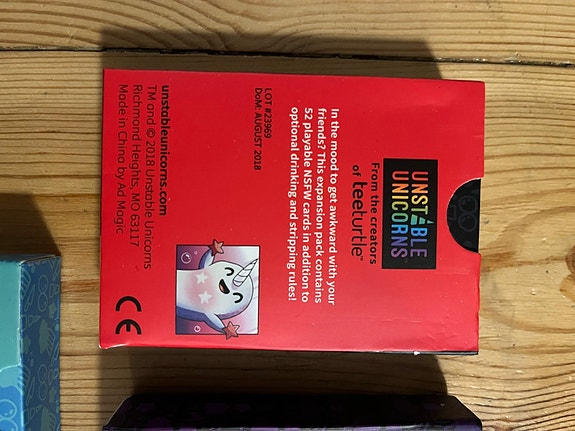 UNSTABLE
UNICORNS
From the creators
of teeturtle™
In the mood to get awkward with your
friends? This expansion pack contains
52 playable NSFW cards in addition to
optional drinking and stripping rules!
LOT #23969
DoM: AUGUST 2018
unstableunicorns.com
TM and © 2018 Unstable Unicorns
Richmond Heights, MO 63117
Made in China by Ad Magic
CE